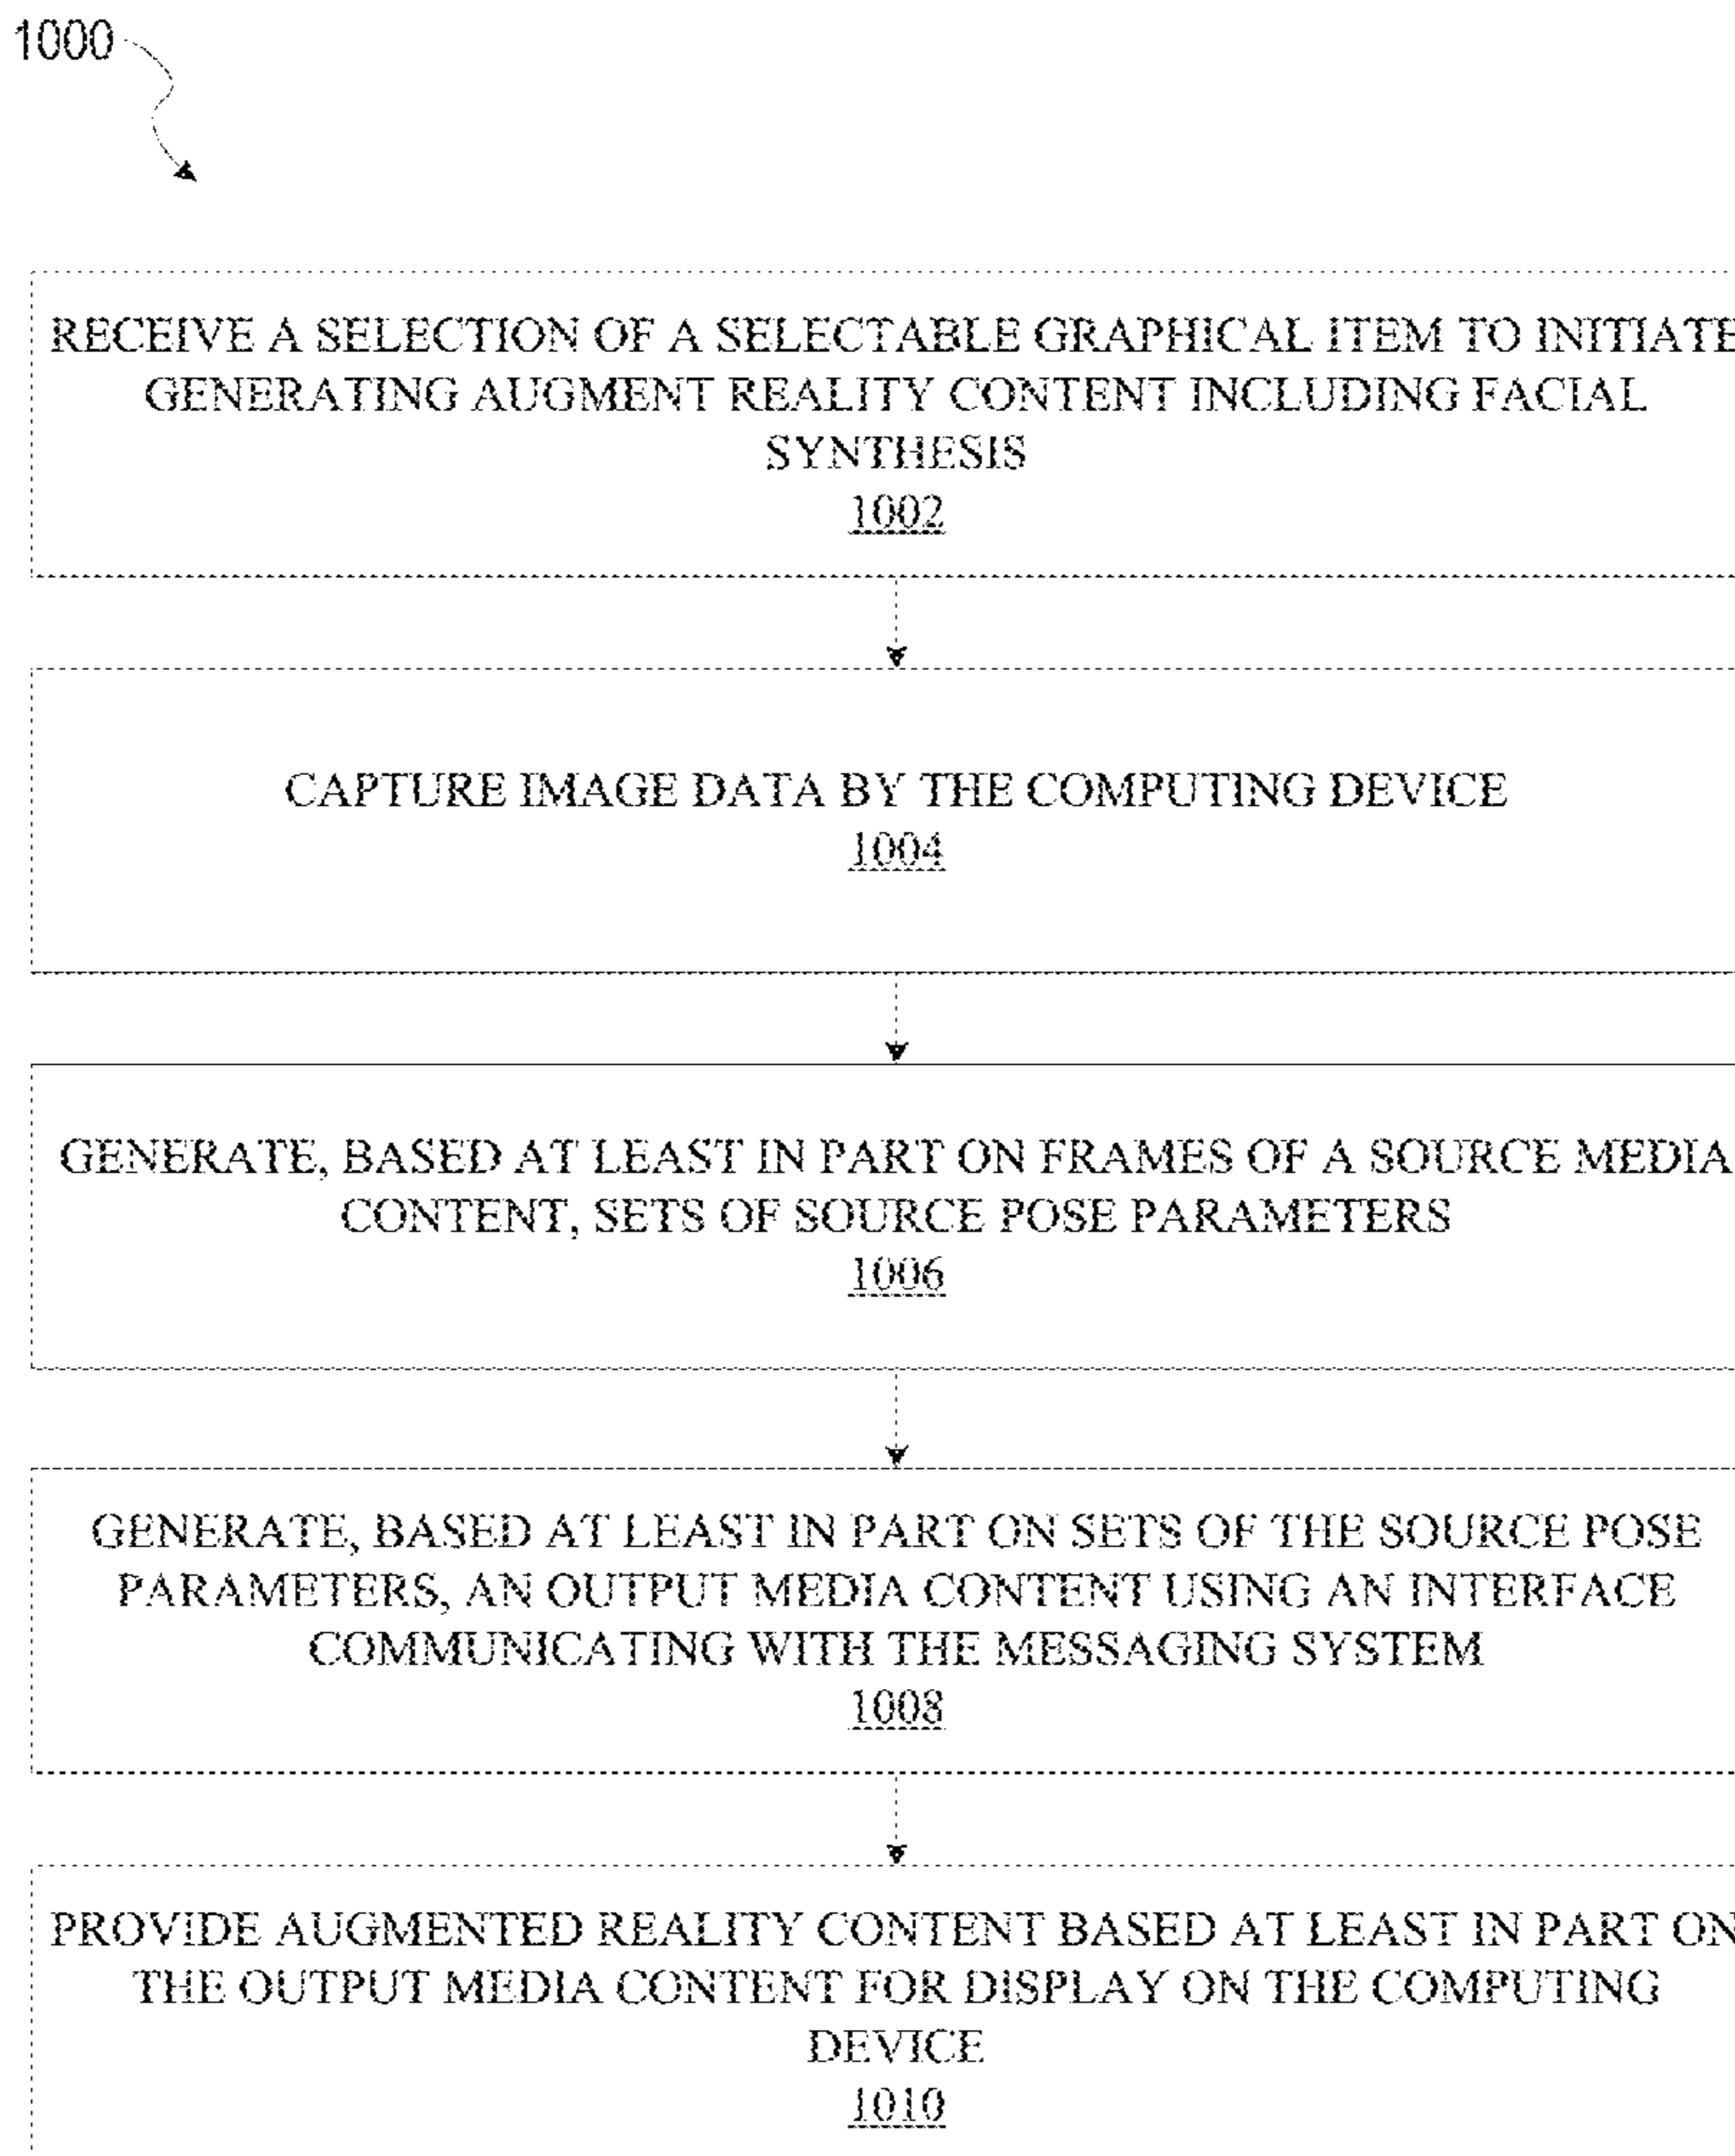 1000
RECEIVE A SELECTION OF A SELECTABLE GRAPHICAL ITEM TO INITIATE
GENERATING AUGMENT REALITY CONTENT INCLUDING FACIAL
SYNTHESIS
1002
CAPTURE IMAGE DATA BY THE COMPUTING DEVICE
1004
GENERATE, BASED AT LEAST IN PART ON FRAMES OF A SOURCE MEDIA
CONTENT, SETS OF SOURCE POSE PARAMETERS
1006
GENERATE, BASED AT LEAST IN PART ON SETS OF THE SOURCE POSE
PARAMETERS, AN OUTPUT MEDIA CONTENT USING AN INTERFACE
COMMUNICATING WITH THE MESSAGING SYSTEM
1008
PROVIDE AUGMENTED REALITY CONTENT BASED AT LEAST IN PART ON
THE OUTPUT MEDIA CONTENT FOR DISPLAY ON THE COMPUTING
DEVICE
1010